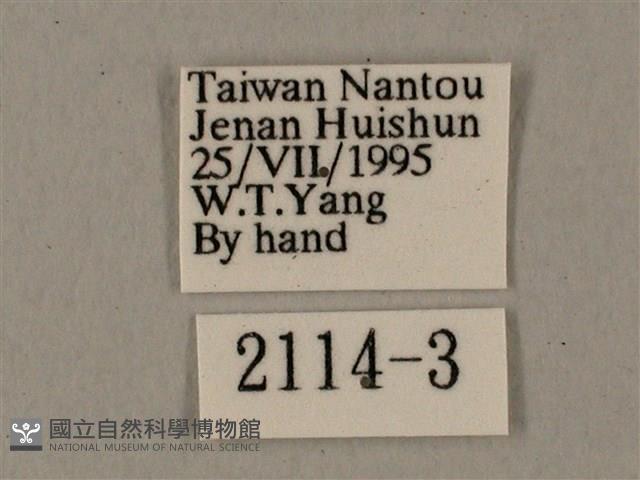 Taiwan Nantou
Jenan Huishun
25/VII/1995
W.T.Yang
By hand
2114-3
國立自然科學博物館
NATIONAL MUSEUM OF NATURAL SCIENCE